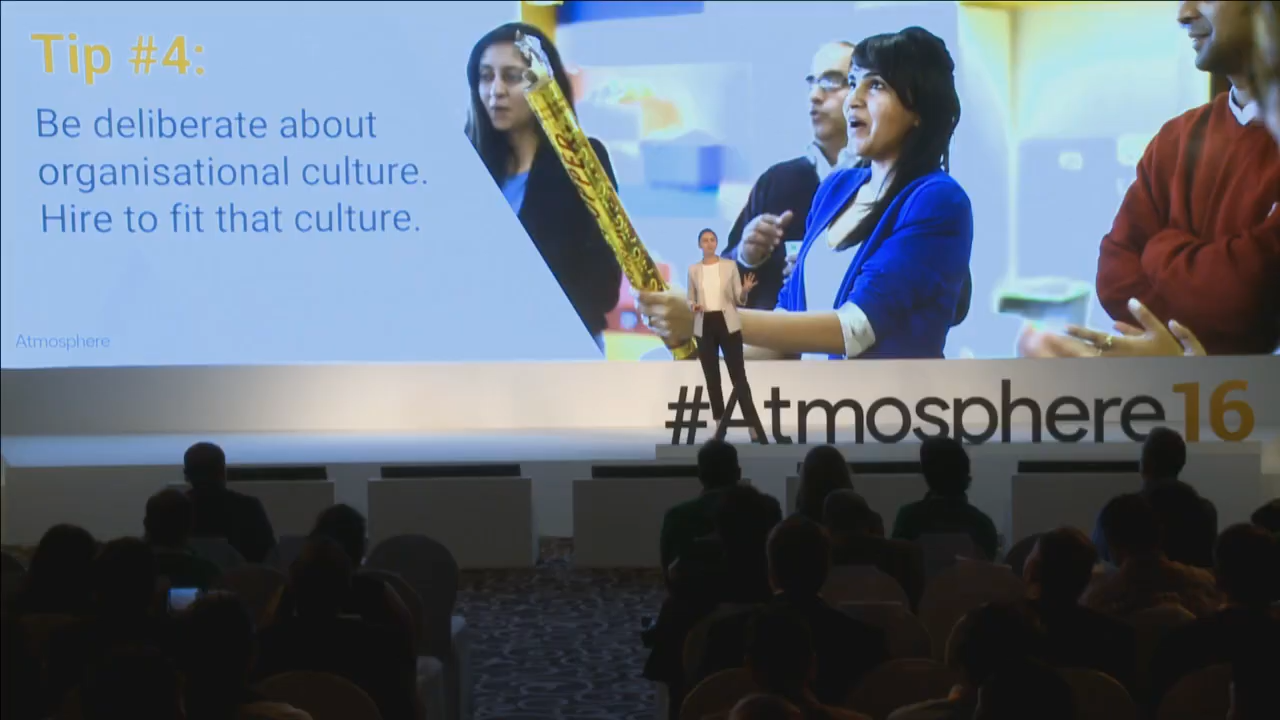 Tip #4:
Be deliberate about
organisational culture.
Hire to fit that culture.
Atmosphere
#Atmosphere16